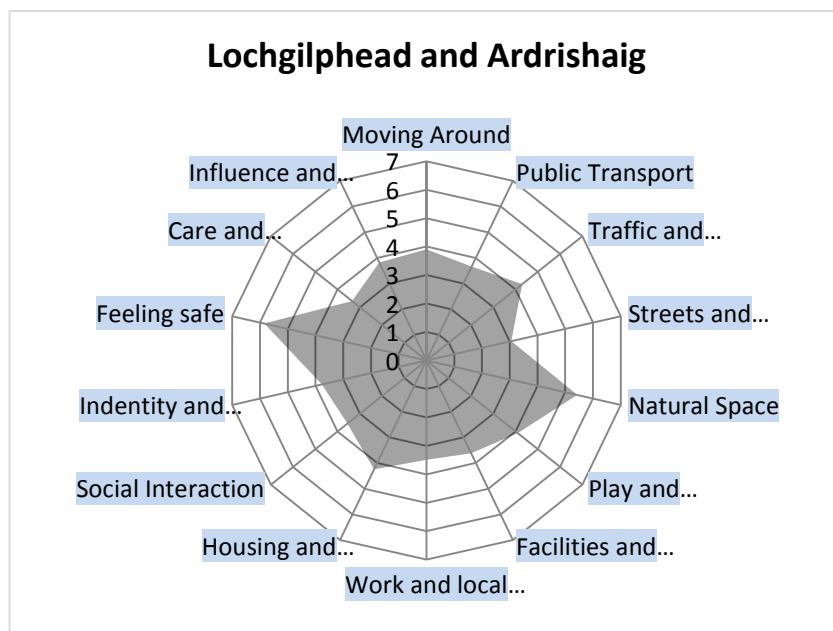 Lochgilphead and Ardrishaig
Moving Around
Public Transport
Traffic and...
Streets and...
Natural Space
Play and...
Facilities and...
Work and local...
Housing and...
Social Interaction
Indentity and...
Feeling safe
Care and...
Influence and...
7
6
5
4
3
2
1
0